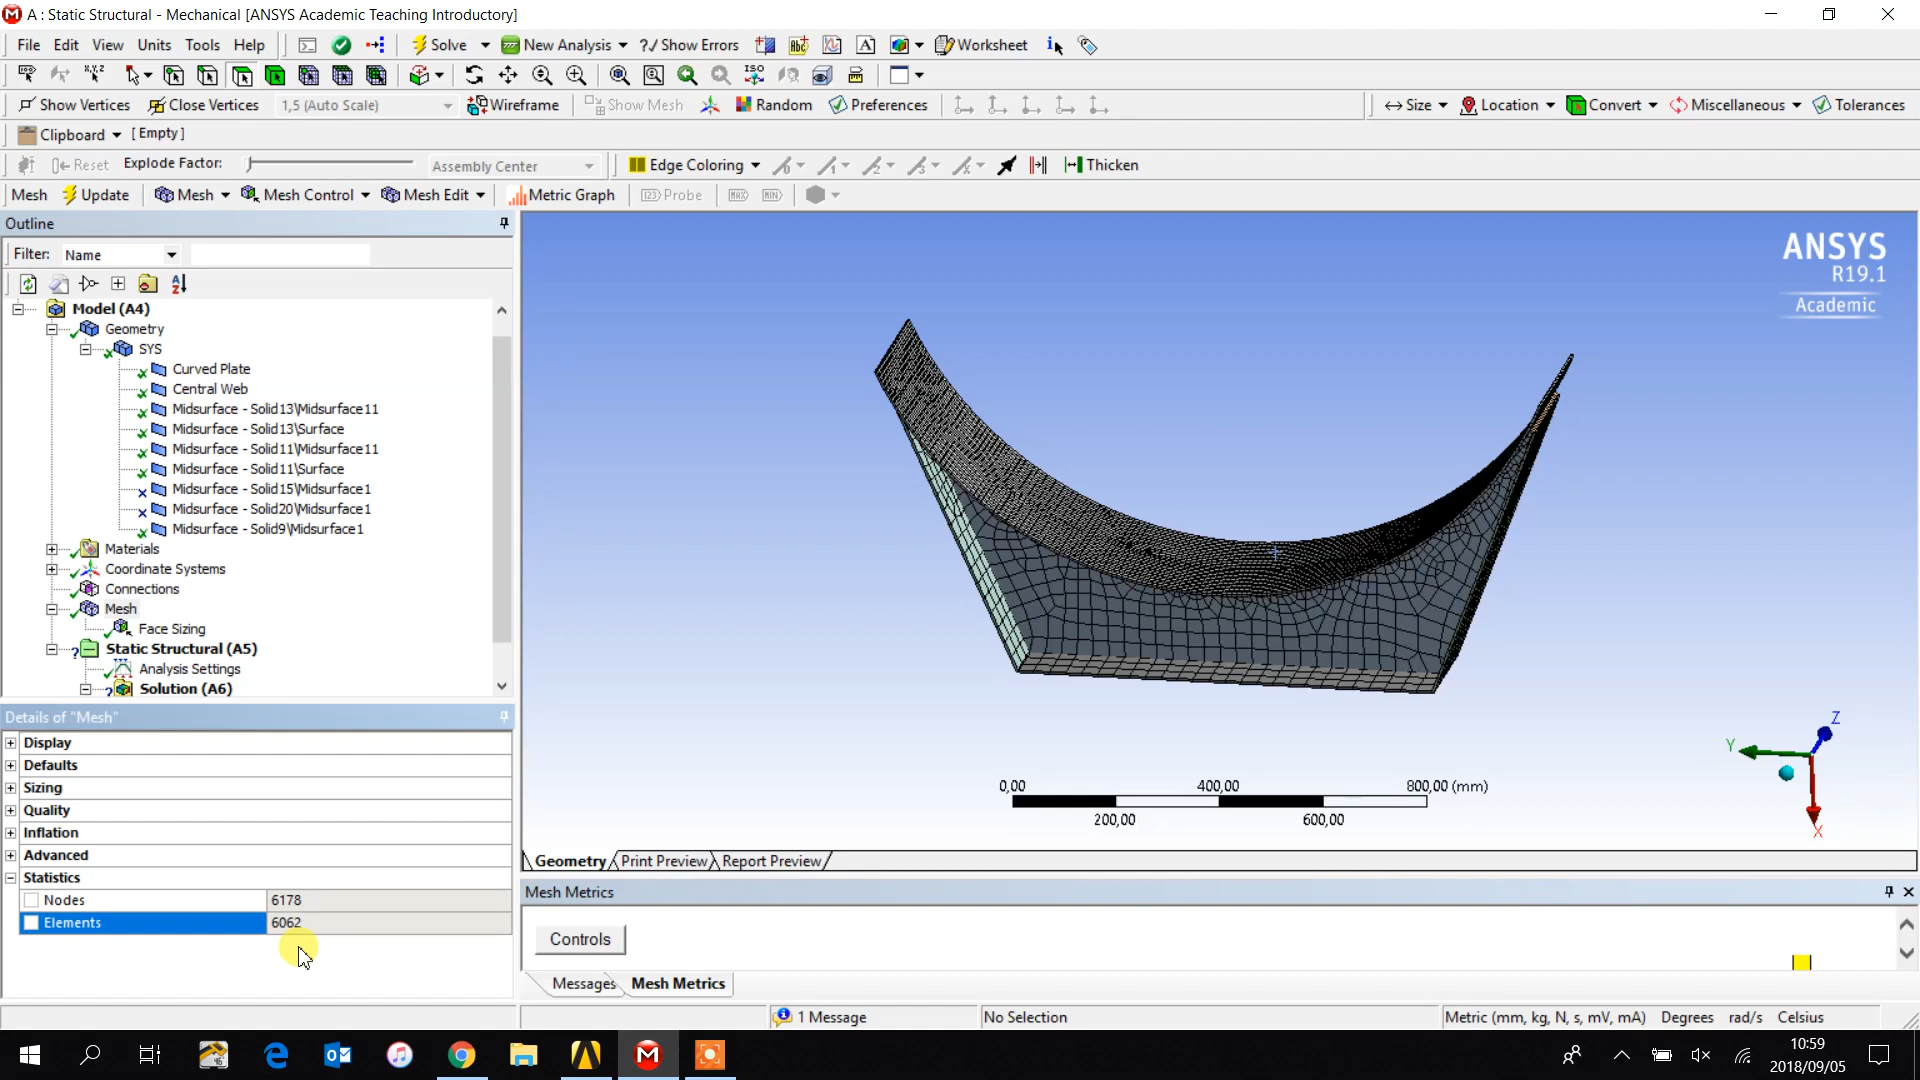 A : Static Structural - Mechanical [ANSYS Academic Teaching Introductory]
File Edit View Units Tools Help Solve New Analysis ?/ Show Errors Worksheet
Show Vertices Close Vertices 1,5 (Auto Scale) Wireframe Show Mesh Random Preferences Size Location Convert Miscellaneous Tolerances
Clipboard [ Empty ]
Reset Explode Factor: Assembly Center Edge Coloring Thicken
Mesh Update Mesh Mesh Control Mesh Edit Metric Graph Probe
Outline
Filter: Name
Model (A4)
Geometry
SYS
Curved Plate
Central Web
Midsurface - Solid13\Midsurface11
Midsurface - Solid13\Surface
Midsurface - Solid11\Midsurface11
Midsurface - Solid11\Surface
Midsurface - Solid15\Midsurface1
Midsurface - Solid20\Midsurface1
Midsurface - Solid9\Midsurface1
Materials
Coordinate Systems
Connections
Mesh
Face Sizing
Static Structural (A5)
Analysis Settings
Solution (A6)
Details of "Mesh"
Display
Defaults
Sizing
Quality
Inflation
Advanced
Statistics
Nodes 6178
Elements 6062
ANSYS
R19.1
Academic
Z
Y
X
0,00 400,00 800,00 (mm)
200,00 600,00
Geometry Print Preview Report Preview
Mesh Metrics
Controls
Messages Mesh Metrics
1 Message No Selection Metric (mm, kg, N, s, mV, mA) Degrees rad/s Celsius
10:59
2018/09/05